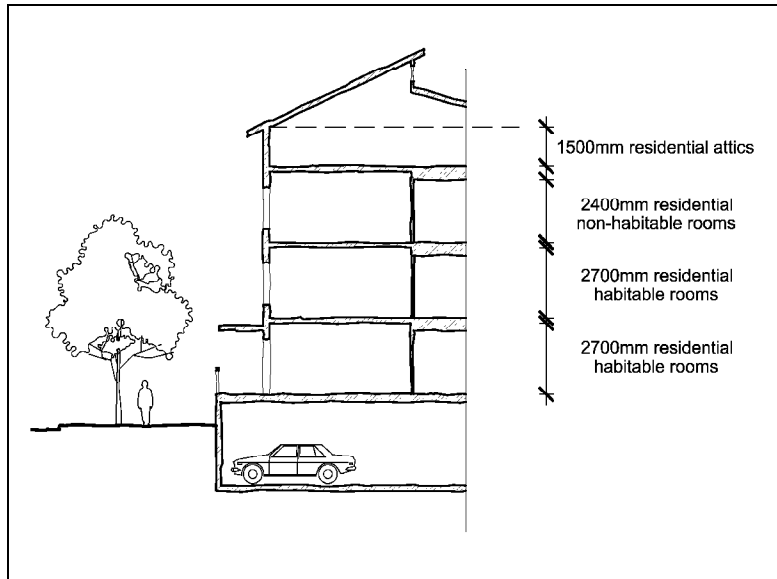 1500mm residential attics
2400mm residential
non-habitable rooms
2700mm residential
habitable rooms
2700mm residential
habitable rooms